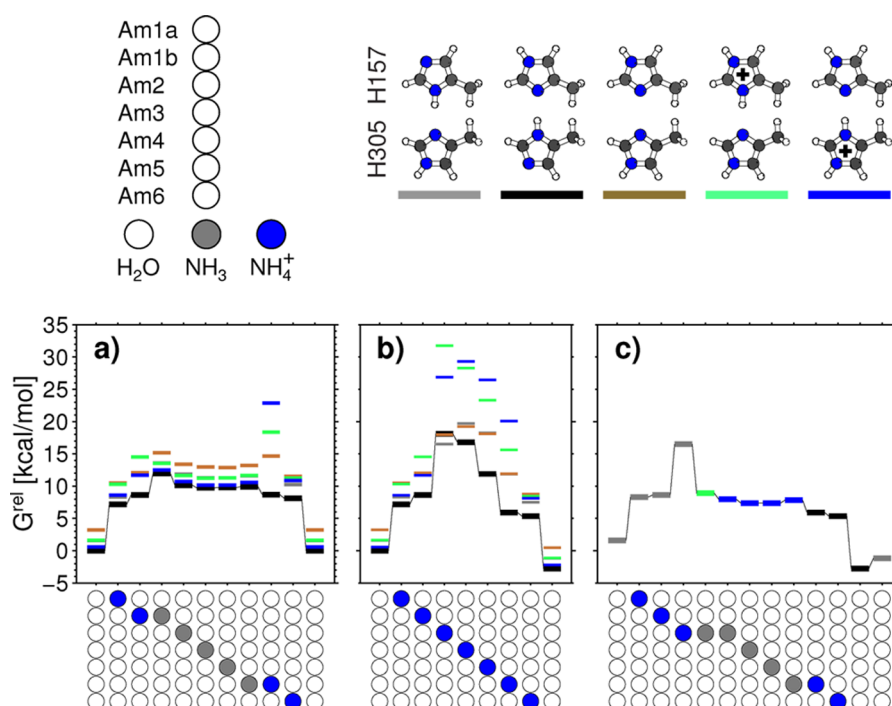 Am1a
Am1b
Am2
Am3
Am4
Am5
Am6
H₂O NH₃ NH₄⁺
H157
H305
+
+
a) b) c)
Gʳᵉˡ [kcal/mol]
35
30
25
20
15
10
5
0
−5